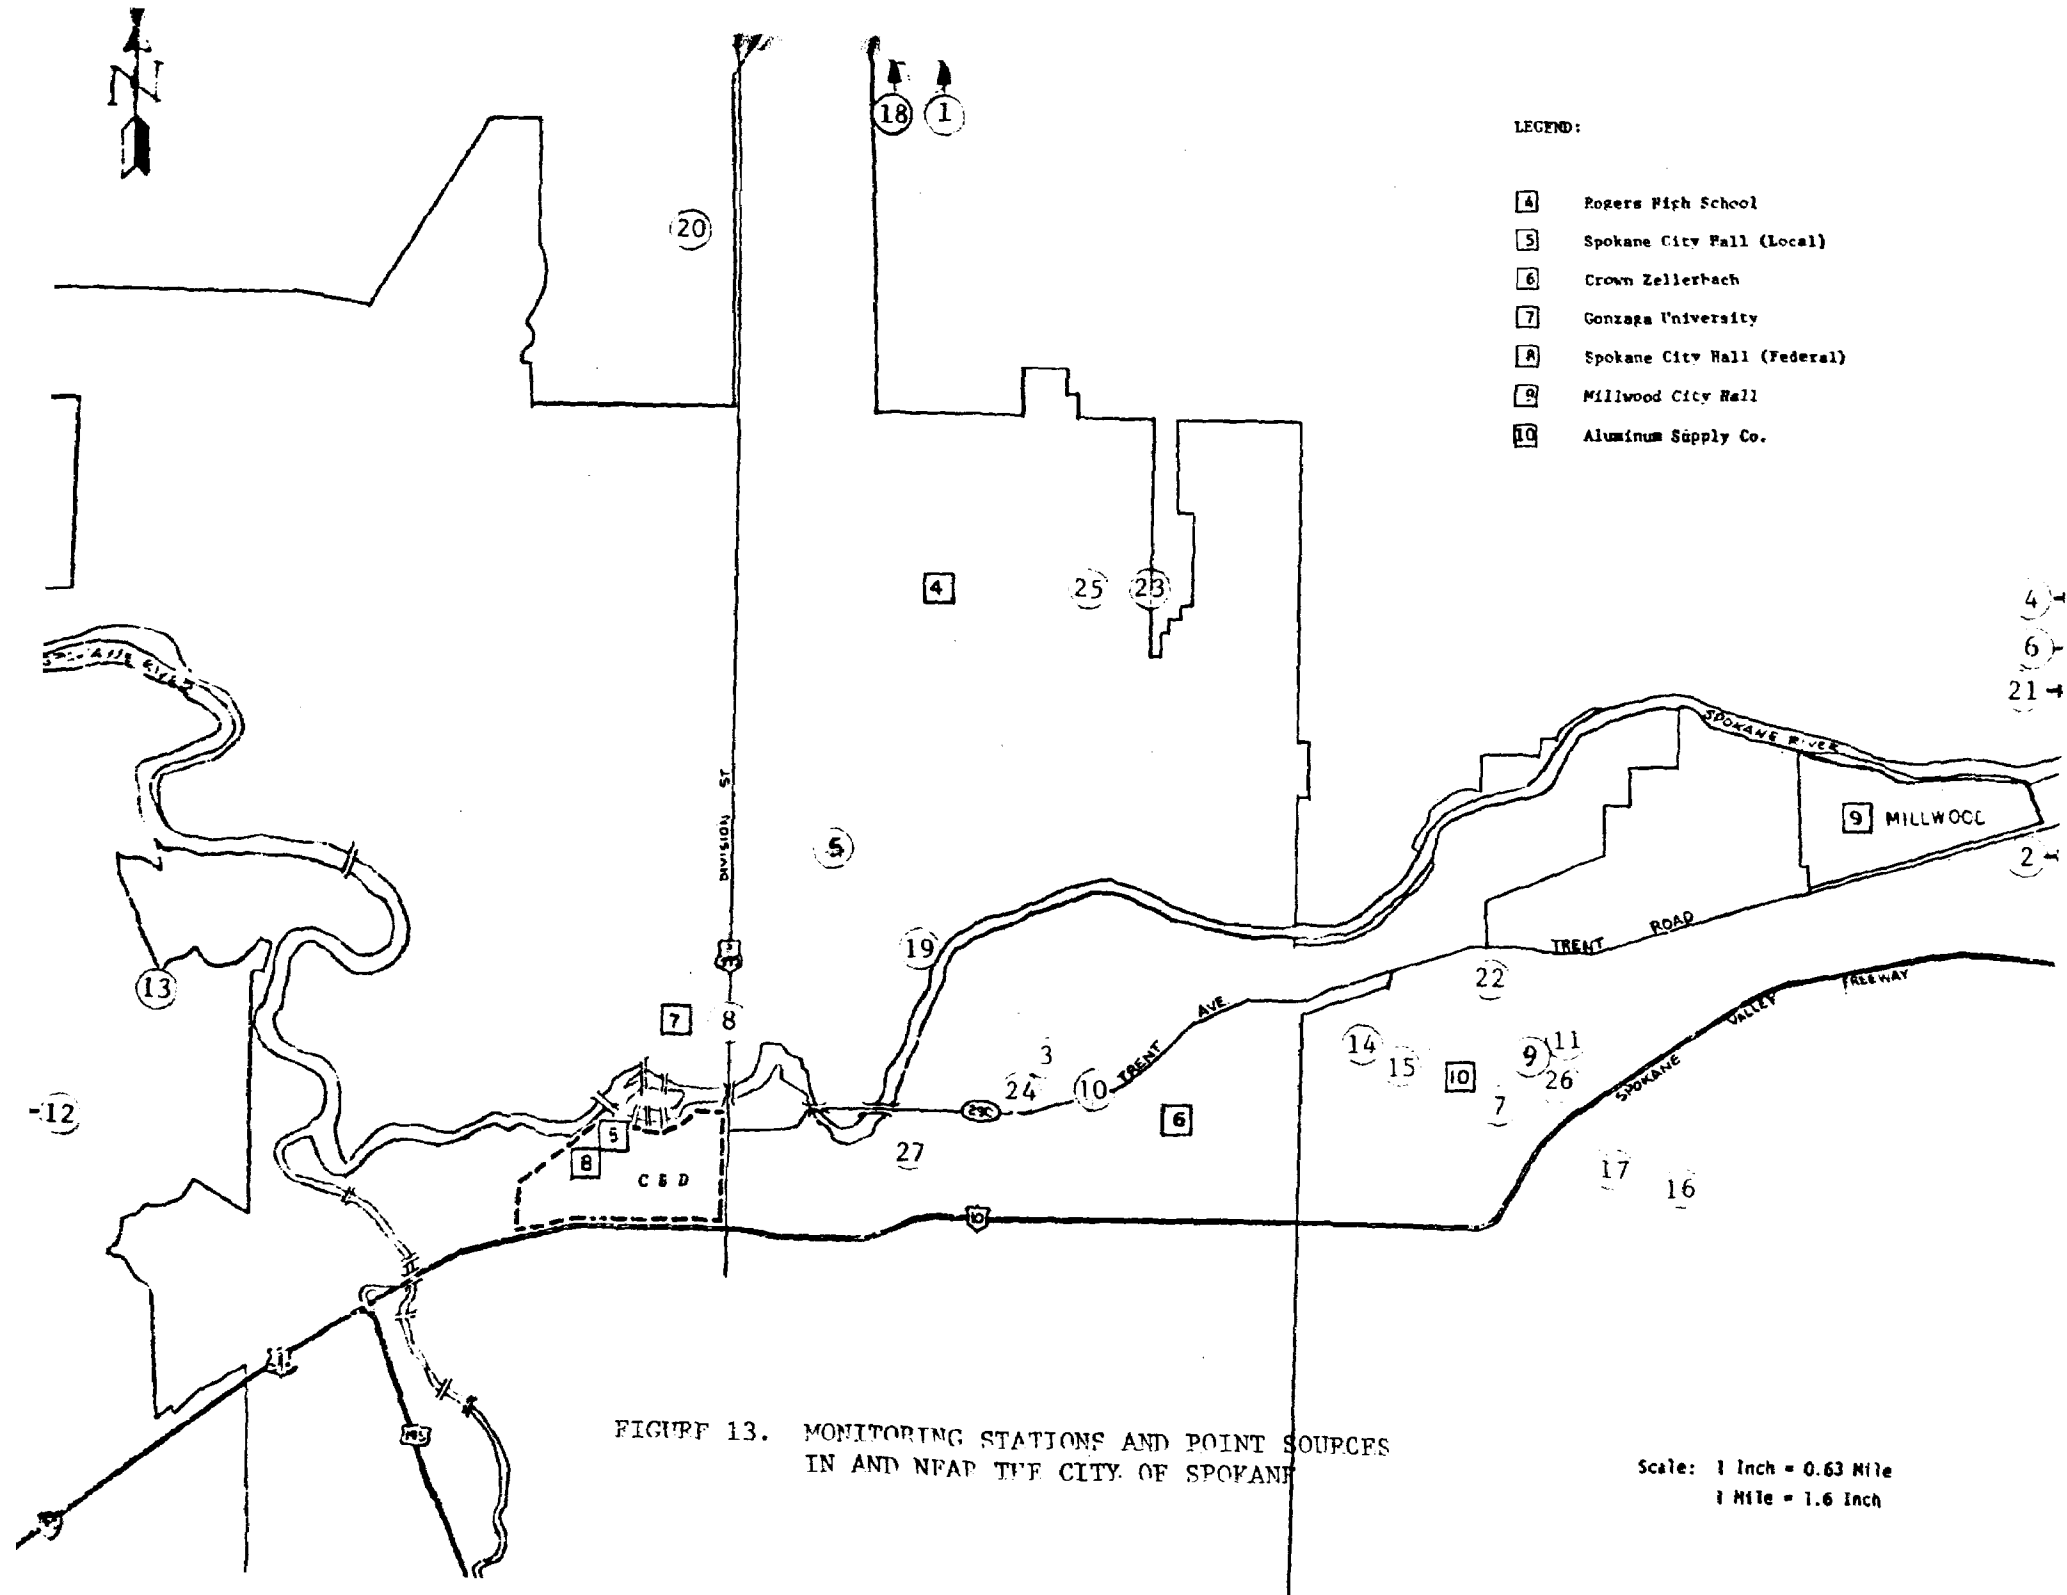 N
18 1
LEGEND:
4 Rogers High School
5 Spokane City Hall (Local)
6 Crown Zellerbach
7 Gonzaga University
8 Spokane City Hall (Federal)
9 Millwood City Hall
10 Aluminum Supply Co.
20
4
25 23
4
6
21
SPOKANE RIVER
SPOKANE RIVER
DIVISION ST
9 MILLWOOD
5
2
19
TRENT ROAD
13
22
7 8
TRENT AVE.
SPOKANE VALLEY FREEWAY
3
14
15
9 11
24 10
10
26
12
290
6
7
5
8
27
C B D
17
16
10
195
FIGURE 13. MONITORING STATIONS AND POINT SOURCES
IN AND NEAR THE CITY OF SPOKANE
Scale: 1 Inch = 0.63 Mile
1 Mile = 1.6 Inch